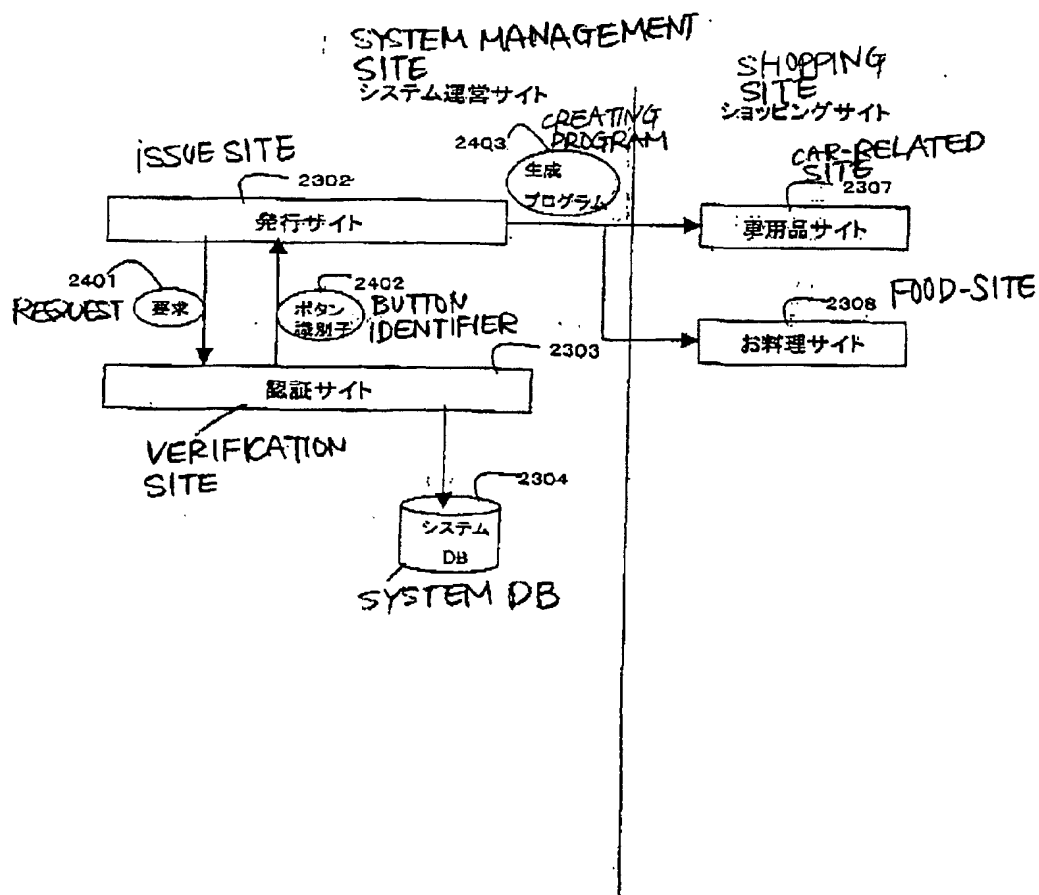 SYSTEM MANAGEMENT
SITE
システム運営サイト
SHOPPING
SITE
ショッピングサイト
2403
CREATING
PROGRAM
生成
プログラム
ISSUE SITE
2302
発行サイト
CAR-RELATED
SITE
2307
車用品サイト
2401
REQUEST
要求
2402
ボタン
識別子
BUTTON
IDENTIFIER
2308
FOOD-SITE
お料理サイト
2303
認証サイト
VERIFICATION
SITE
2304
システム
DB
SYSTEM DB